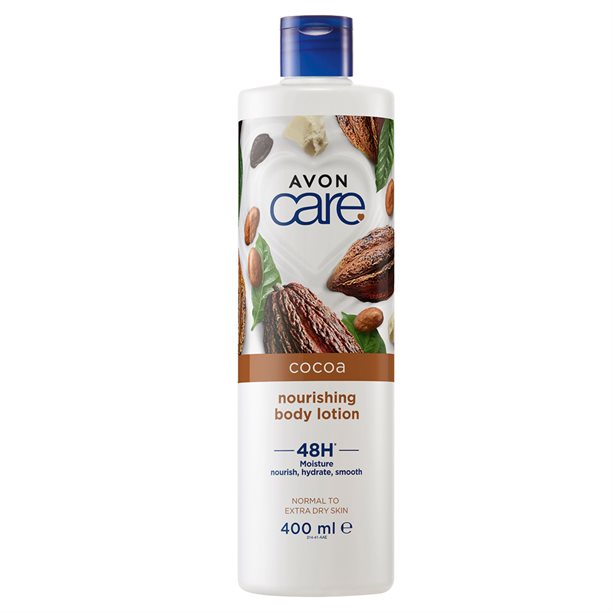 AVON
care
cocoa
nourishing
body lotion
48H*
Moisture
nourish, hydrate, smooth
NORMAL TO
EXTRA DRY SKIN
400 ml ℮